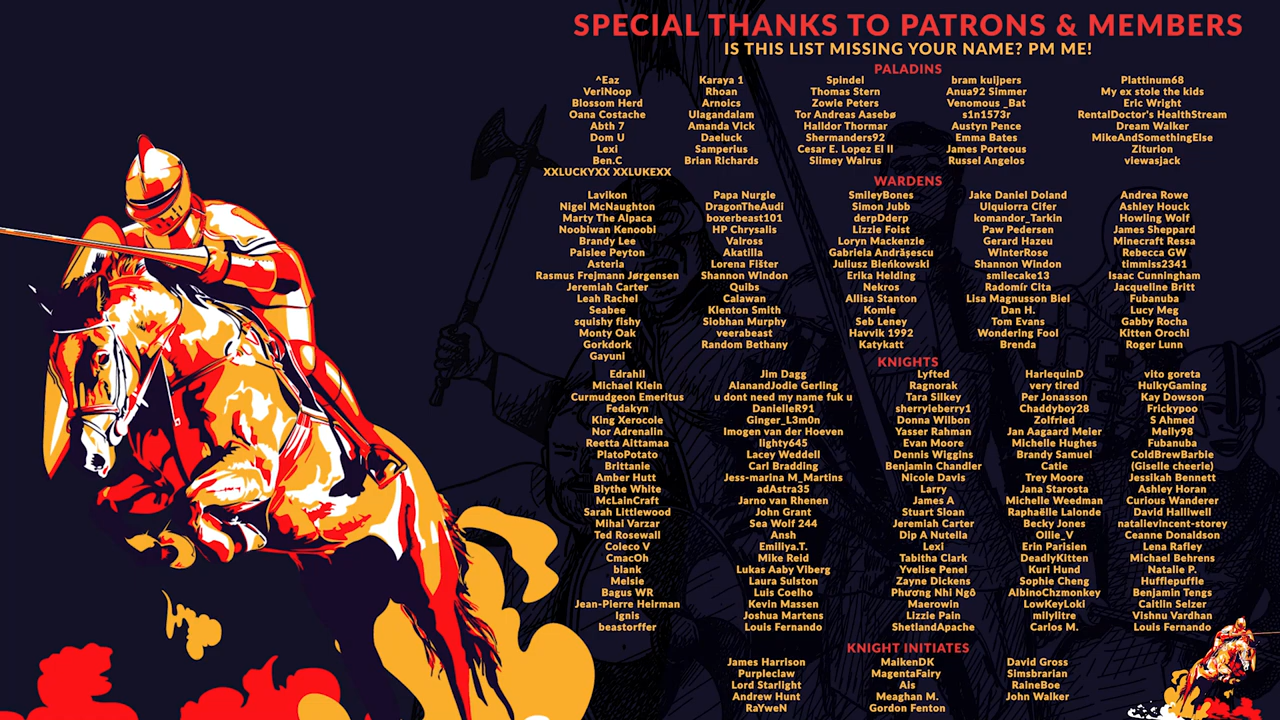 SPECIAL THANKS TO PATRONS & MEMBERS
IS THIS LIST MISSING YOUR NAME? PM ME!
PALADINS
^Eaz Karaya 1 Spindel bram kuijpers Plattinum68
VeriNoop Rhoan Thomas Stern Anua92 Simmer My ex stole the kids
Blossom Herd Arnoics Zowie Peters Venomous _Bat Eric Wright
Oana Costache Ulagandalam Tor Andreas Aasebø s1n1573r RentalDoctor's HealthStream
Abth 7 Amanda Vick Halldor Thormar Austyn Pence Dream Walker
Dom U Daeluck Shermanders92 Emma Bates MikeAndSomethingElse
Lexi Samperius Cesar E. Lopez El II James Porteous Ziturion
Ben.C Brian Richards Slimey Walrus Russel Angelos viewasjack
XXLUCKYXX XXLUKEXX
WARDENS
Lavikon Papa Nurgle SmileyBones Jake Daniel Doland Andrea Rowe
Nigel McNaughton DragonTheAudi Simon Jubb Ulquiorra Cifer Ashley Houck
Marty The Alpaca boxerbeast101 derpDderp komandor_Tarkin Howling Wolf
Noobiwan Kenoobi HP Chrysalis Lizzie Foist Paw Pedersen James Sheppard
Brandy Lee Valross Loryn Mackenzie Gerard Hazeu Minecraft Ressa
Paislee Peyton Akatilla Gabriela Andrășescu WinterRose Rebecca GW
Asteria Lorena Fišter Juliusz Bieńkowski Shannon Windon timmiss2341
Rasmus Frejmann Jørgensen Shannon Windon Erika Helding smilecake13 Isaac Cunningham
Jeremiah Carter Quibs Nekros Radomír Cita Jacqueline Britt
Leah Rachel Calawan Allisa Stanton Lisa Magnusson Biel Fubanuba
Seabee Klenton Smith Komle Dan H. Lucy Meg
squishy fishy Siobhan Murphy Seb Leney Tom Evans Gabby Rocha
Monty Oak veerabeast Havvik 1992 Wondering Fool Kitten Orochi
Gorkdork Random Bethany Katykatt Brenda Roger Lunn
Gayuni
KNIGHTS
Edrahil Jim Dagg Lyfted HarlequinD vito goreta
Michael Klein AlanandJodie Gerling Ragnorak very tired HulkyGaming
Curmudgeon Emeritus u dont need my name fuk u Tara Silkey Per Jonasson Kay Dowson
Fedakyn DanielleR91 sherryieberry1 Chaddyboy28 Frickypoo
King Xerocole Ginger_L3m0n Donna Wilbon Zolfried S Ahmed
Nor Adrenalin Imogen van der Hoeven Yasser Rahman Jan Aagaard Meier Melly98
Reetta Aittamaa lighty645 Evan Moore Michelle Hughes Fubanuba
PlatoPotato Lacey Weddell Dennis Wiggins Brandy Samuel ColdBrewBarbie
Brittanie Carl Bradding Benjamin Chandler Catie (Giselle cheerie)
Amber Hutt Jess-marina M_Martins Nicole Davis Trey Moore Jessikah Bennett
Blythe White adAstra35 Larry Jana Starosta Ashley Horan
McLainCraft Jarno van Rhenen James A Michelle Weedman Curious Wanderer
Sarah Littlewood John Grant Stuart Sloan Raphaëlle Lalonde David Halliwell
Mihai Varzar Sea Wolf 244 Jeremiah Carter Becky Jones natalievincent-storey
Ted Rosewall Ansh Dip A Nutella Ollie_V Ceanne Donaldson
Coleco V Emiliya.T. Lexi Erin Parisien Lena Rafley
CmacOh Mike Reid Tabitha Clark DeadlyKitten Michael Behrens
blank Lukas Aaby Viberg Yvelise Penel Kuri Hund Natalie P.
Melsie Laura Sulston Zayne Dickens Sophie Cheng Hufflepuffle
Bagus WR Luis Coelho Phương Nhi Ngô AlbinoChzmonkey Benjamin Tengs
Jean-Pierre Heirman Kevin Massen Maerowin LowKeyLoki Caitlin Seizer
Ignis Joshua Martens Lizzie Pain milylitre Vishnu Vardhan
beastorffer Louis Fernando ShetlandApache Carlos M. Louis Fernando
KNIGHT INITIATES
James Harrison MaikenDK David Gross
Purpleclaw MagentaFairy Simsbrarian
Lord Starlight Ais RaineBoe
Andrew Hunt Meaghan M. John Walker
RaYweN Gordon Fenton